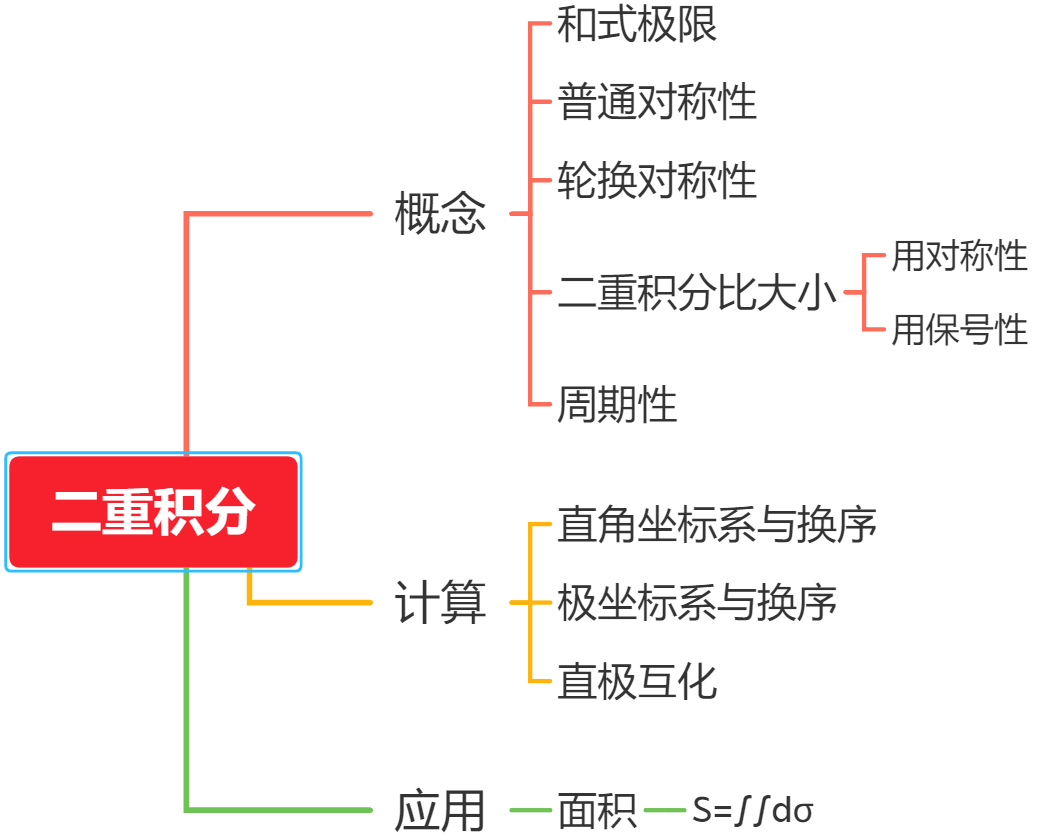 二重积分
概念
和式极限
普通对称性
轮换对称性
二重积分比大小
用对称性
用保号性
周期性
计算
直角坐标系与换序
极坐标系与换序
直极互化
应用
面积
S=∫∫dσ